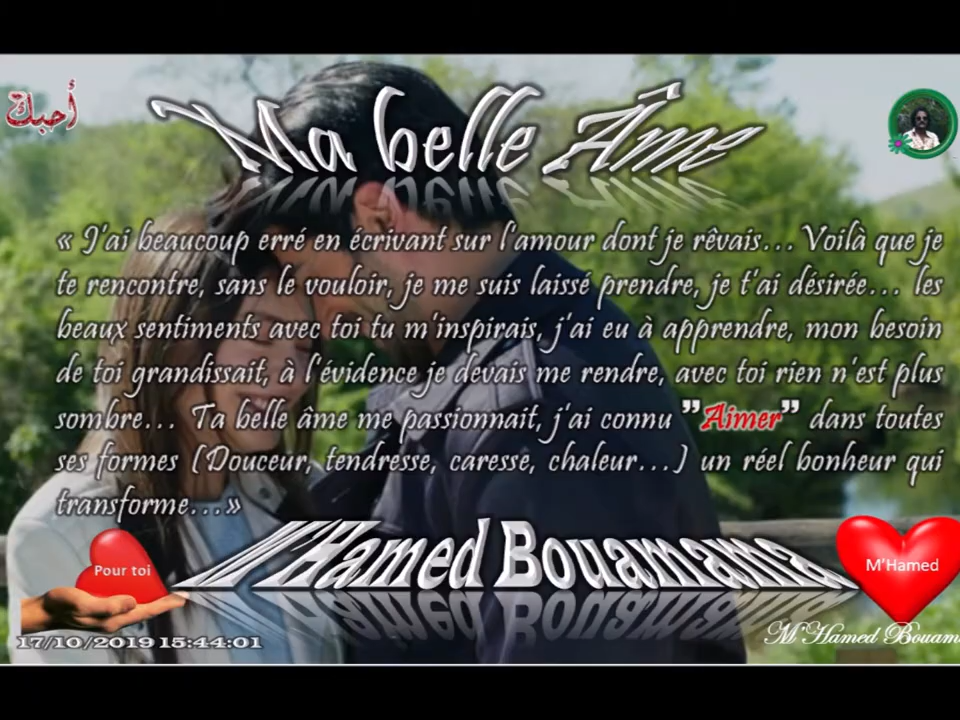 أحبك
Ma belle Âme
« J'ai beaucoup erré en écrivant sur l'amour dont je rêvais… Voilà que je
te rencontre, sans le vouloir, je me suis laissé prendre, je t'ai désirée… les
beaux sentiments avec toi tu m'inspirais, j'ai eu à apprendre, mon besoin
de toi grandissait, à l'évidence je devais me rendre, avec toi rien n'est plus
sombre… Ta belle âme me passionnait, j'ai connu "Aimer" dans toutes
ses formes (Douceur, tendresse, caresse, chaleur…) un réel bonheur qui
transforme…»
Pour toi
M'Hamed Bouamama
M'Hamed
17/10/2019 15:44:01
M'Hamed Bouam